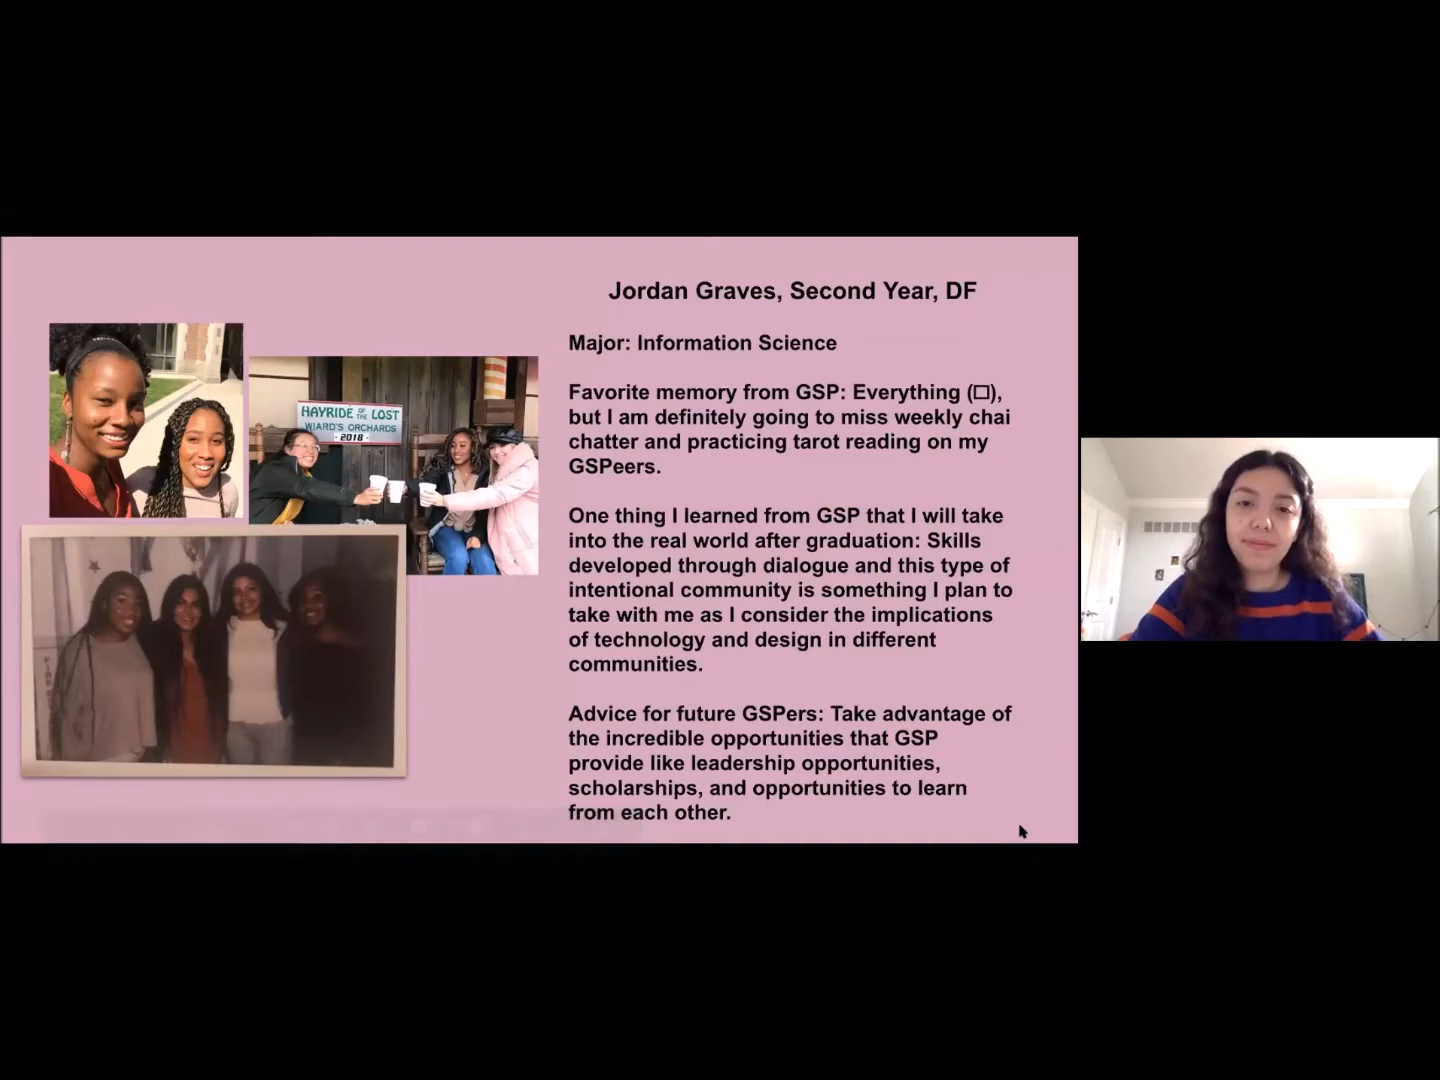 Jordan Graves, Second Year, DF
Major: Information Science
Favorite memory from GSP: Everything (□),
but I am definitely going to miss weekly chai
chatter and practicing tarot reading on my
GSPeers.
One thing I learned from GSP that I will take
into the real world after graduation: Skills
developed through dialogue and this type of
intentional community is something I plan to
take with me as I consider the implications
of technology and design in different
communities.
Advice for future GSPers: Take advantage of
the incredible opportunities that GSP
provide like leadership opportunities,
scholarships, and opportunities to learn
from each other.
HAYRIDE OF THE LOST
WIARD'S ORCHARDS
- 2018 -